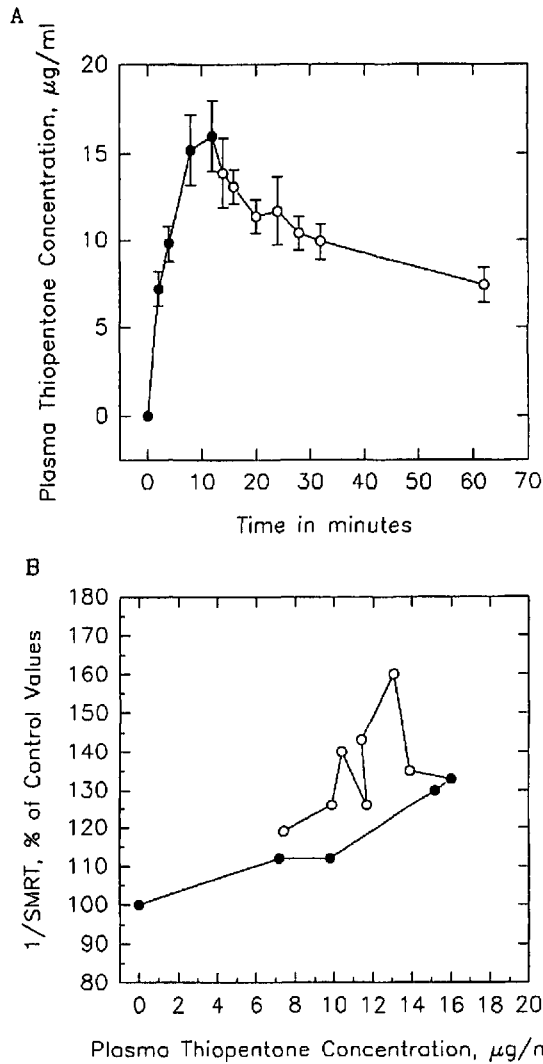 A
Plasma Thiopentone Concentration, μg/ml
20
15
10
5
0
0 10 20 30 40 50 60 70
Time in minutes
B
1/SMRT, % of Control Values
180
170
160
150
140
130
120
110
100
90
80
0 2 4 6 8 10 12 14 16 18 20
Plasma Thiopentone Concentration, μg/m